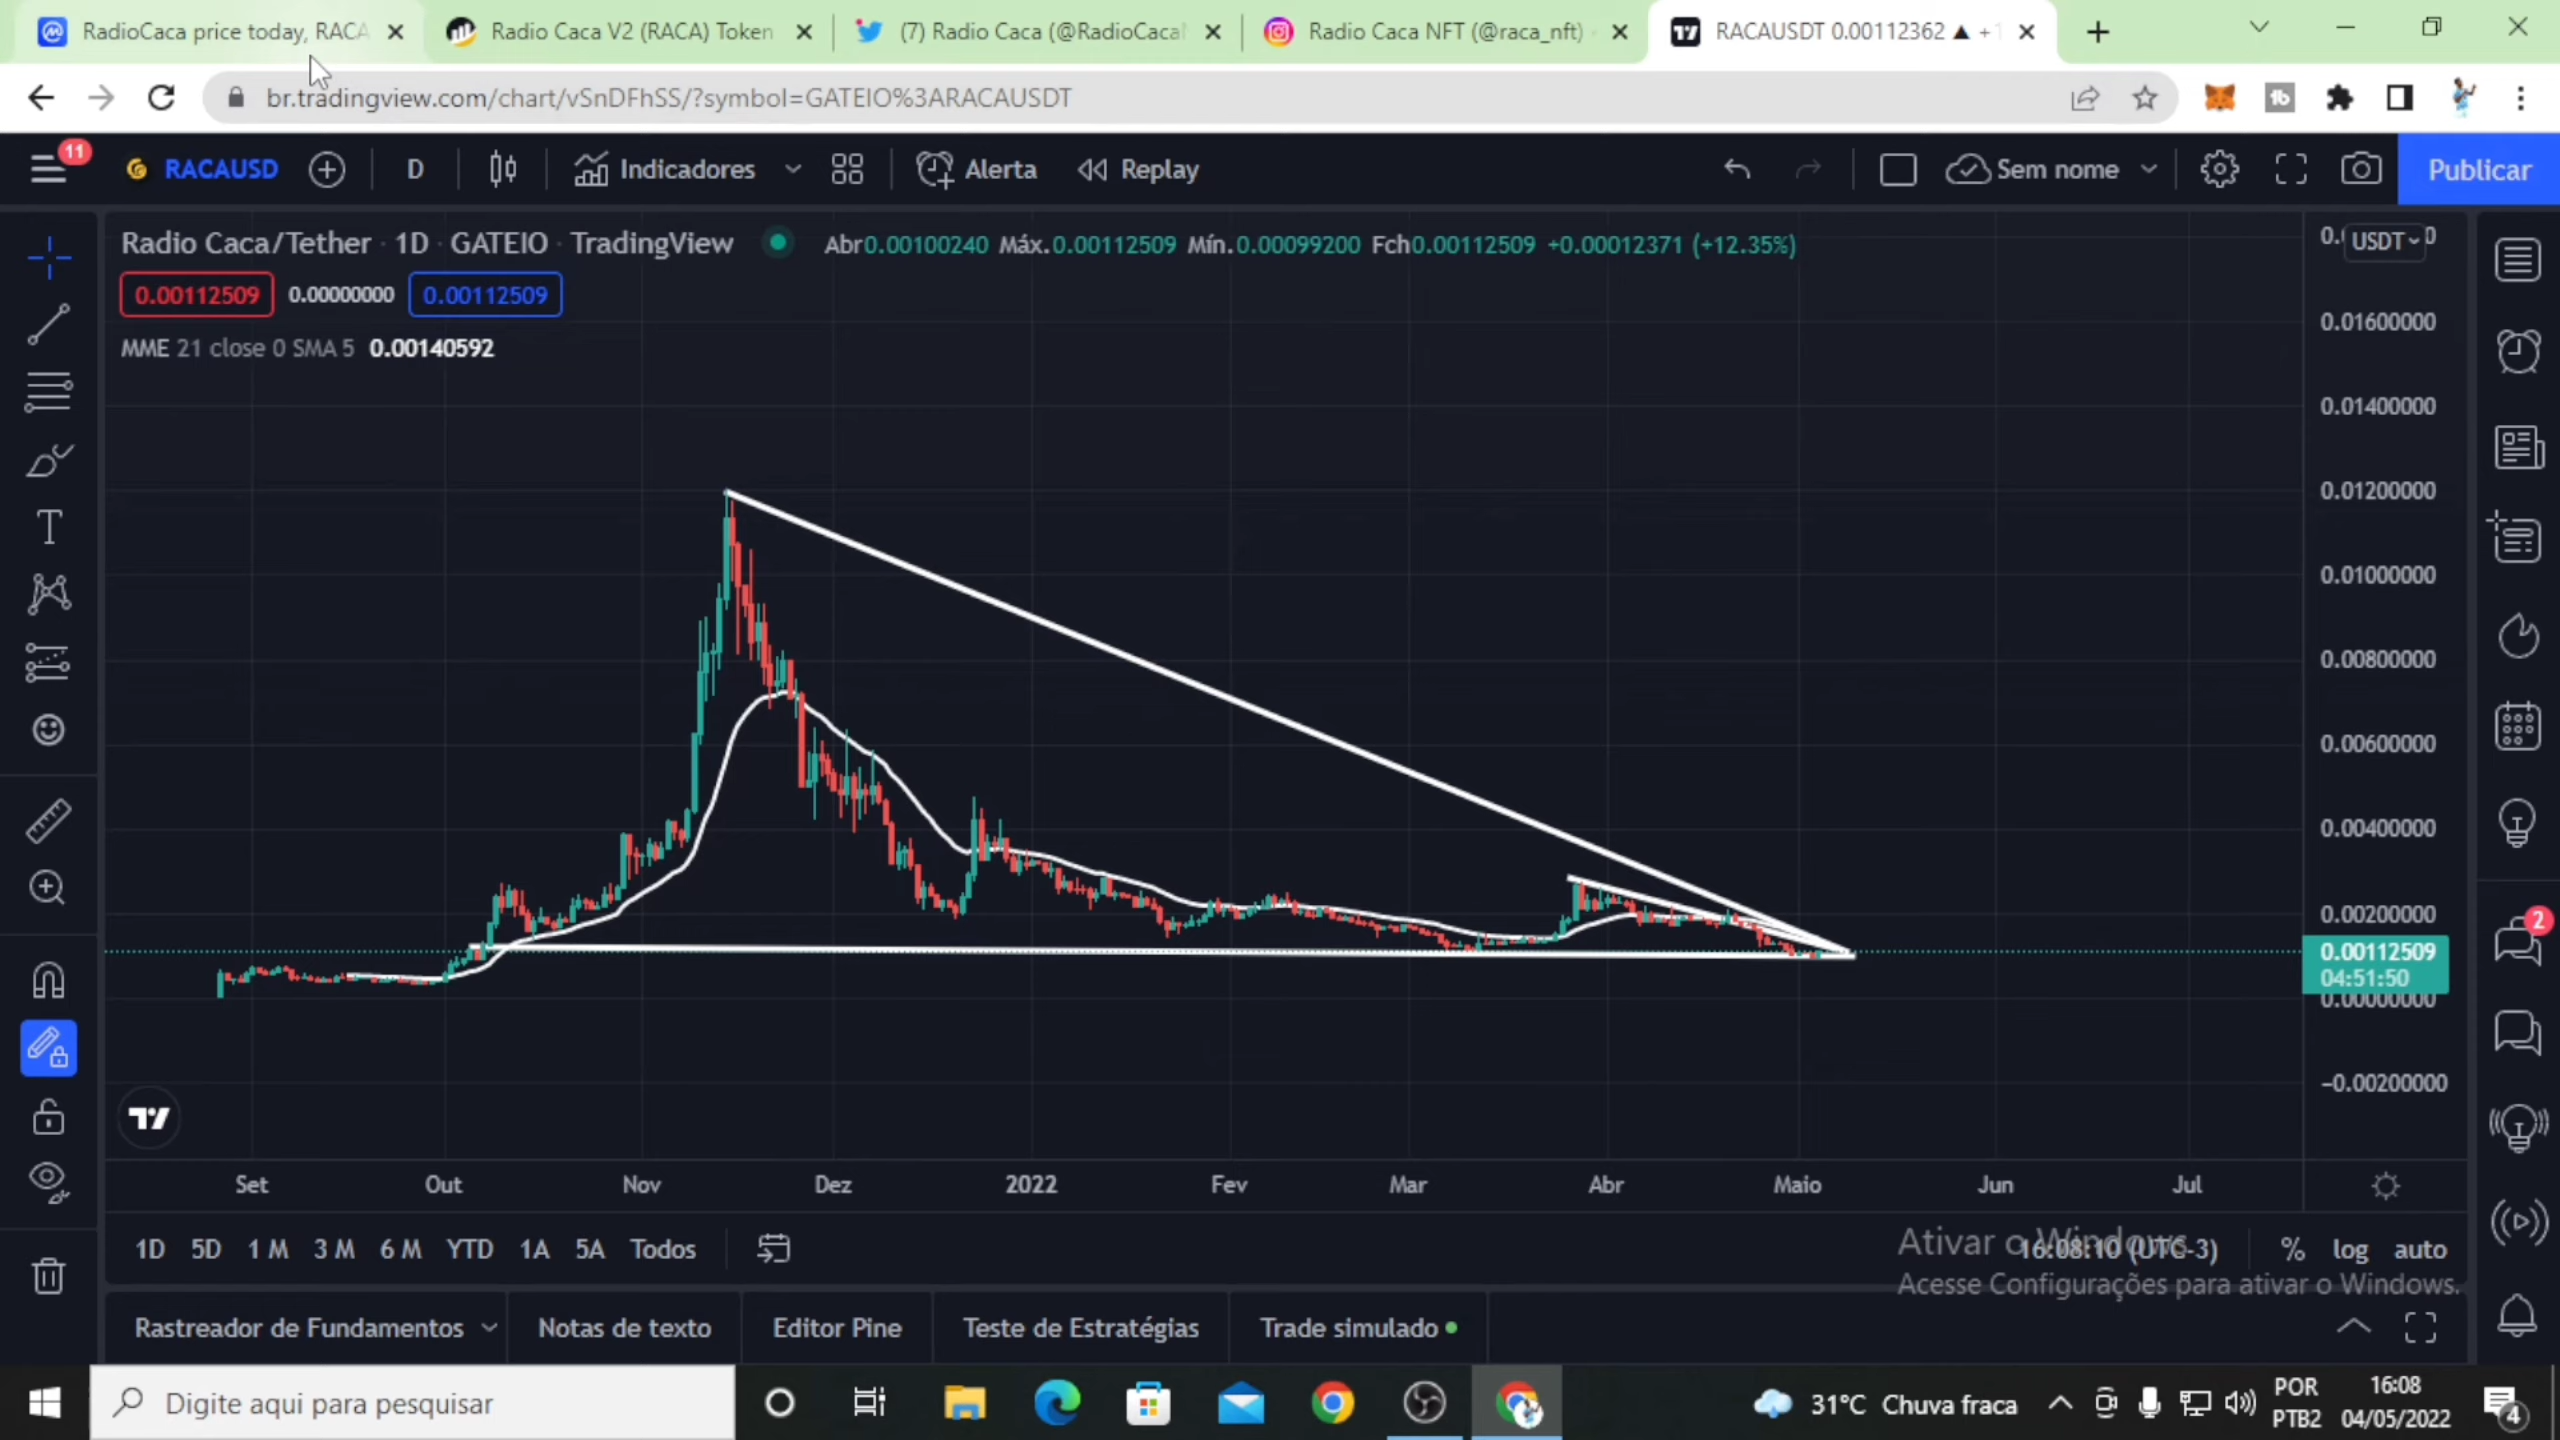 RadioCaca price today, RACA
Radio Caca V2 (RACA) Token
(7) Radio Caca (@RadioCaca
Radio Caca NFT (@raca_nft)
RACAUSDT 0.00112362 ▲ +1
br.tradingview.com/chart/vSnDFhSS/?symbol=GATEIO%3ARACAUSDT
11
RACAUSD
D
Indicadores
Alerta
Replay
Sem nome
Publicar
Radio Caca/Tether · 1D · GATEIO · TradingView
Abr0.00100240 Máx.0.00112509 Mín.0.00099200 Fch0.00112509 +0.00012371 (+12.35%)
USDT
0.00112509
0.00000000
0.00112509
MME 21 close 0 SMA 5 0.00140592
0.01600000
0.01400000
0.01200000
0.01000000
0.00800000
0.00600000
0.00400000
0.00200000
0.00112509
04:51:50
0.00000000
−0.00200000
2
Set
Out
Nov
Dez
2022
Fev
Mar
Abr
Maio
Jun
Jul
1D
5D
1 M
3 M
6 M
YTD
1A
5A
Todos
16:08:10 (UTC-3)
%
log
auto
Ativar o Windows
Acesse Configurações para ativar o Windows.
Rastreador de Fundamentos
Notas de texto
Editor Pine
Teste de Estratégias
Trade simulado
Digite aqui para pesquisar
31°C Chuva fraca
POR
PTB2
16:08
04/05/2022
4